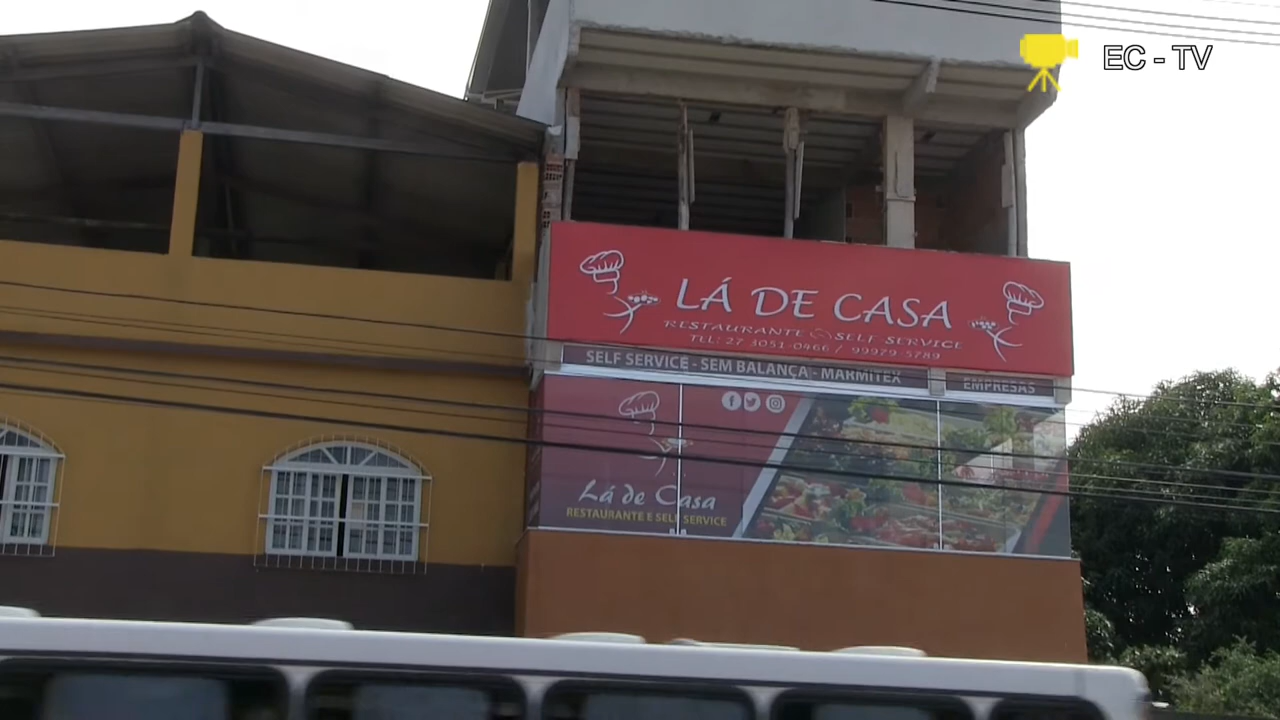 EC - TV
LÁ DE CASA
RESTAURANTE E SELF SERVICE
TEL: 27 3051-0466 / 99979-5789
SELF SERVICE - SEM BALANÇA - MARMITEX
EMPRESAS
Lá de Casa
RESTAURANTE E SELF SERVICE